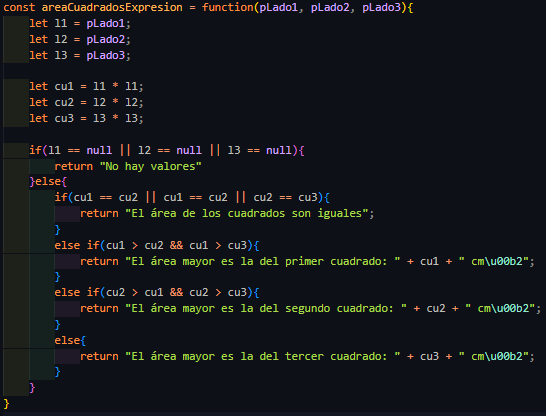 const areaCuadradosExpresion = function(pLado1, pLado2, pLado3){
    let l1 = pLado1;
    let l2 = pLado2;
    let l3 = pLado3;

    let cu1 = l1 * l1;
    let cu2 = l2 * l2;
    let cu3 = l3 * l3;

    if(l1 == null || l2 == null || l3 == null){
        return "No hay valores"
    }else{
        if(cu1 == cu2 || cu1 == cu2 || cu2 == cu3){
            return "El área de los cuadrados son iguales";
        }
        else if(cu1 > cu2 && cu1 > cu3){
            return "El área mayor es la del primer cuadrado: " + cu1 + " cm\u00b2";
        }
        else if(cu2 > cu1 && cu2 > cu3){
            return "El área mayor es la del segundo cuadrado: " + cu2 + " cm\u00b2";
        }
        else{
            return "El área mayor es la del tercer cuadrado: " + cu3 + " cm\u00b2";
        }
    }
}